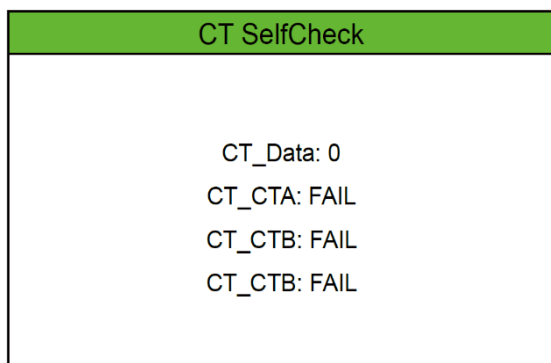 CT SelfCheck
CT_Data: 0
CT_CTA: FAIL
CT_CTB: FAIL
CT_CTB: FAIL